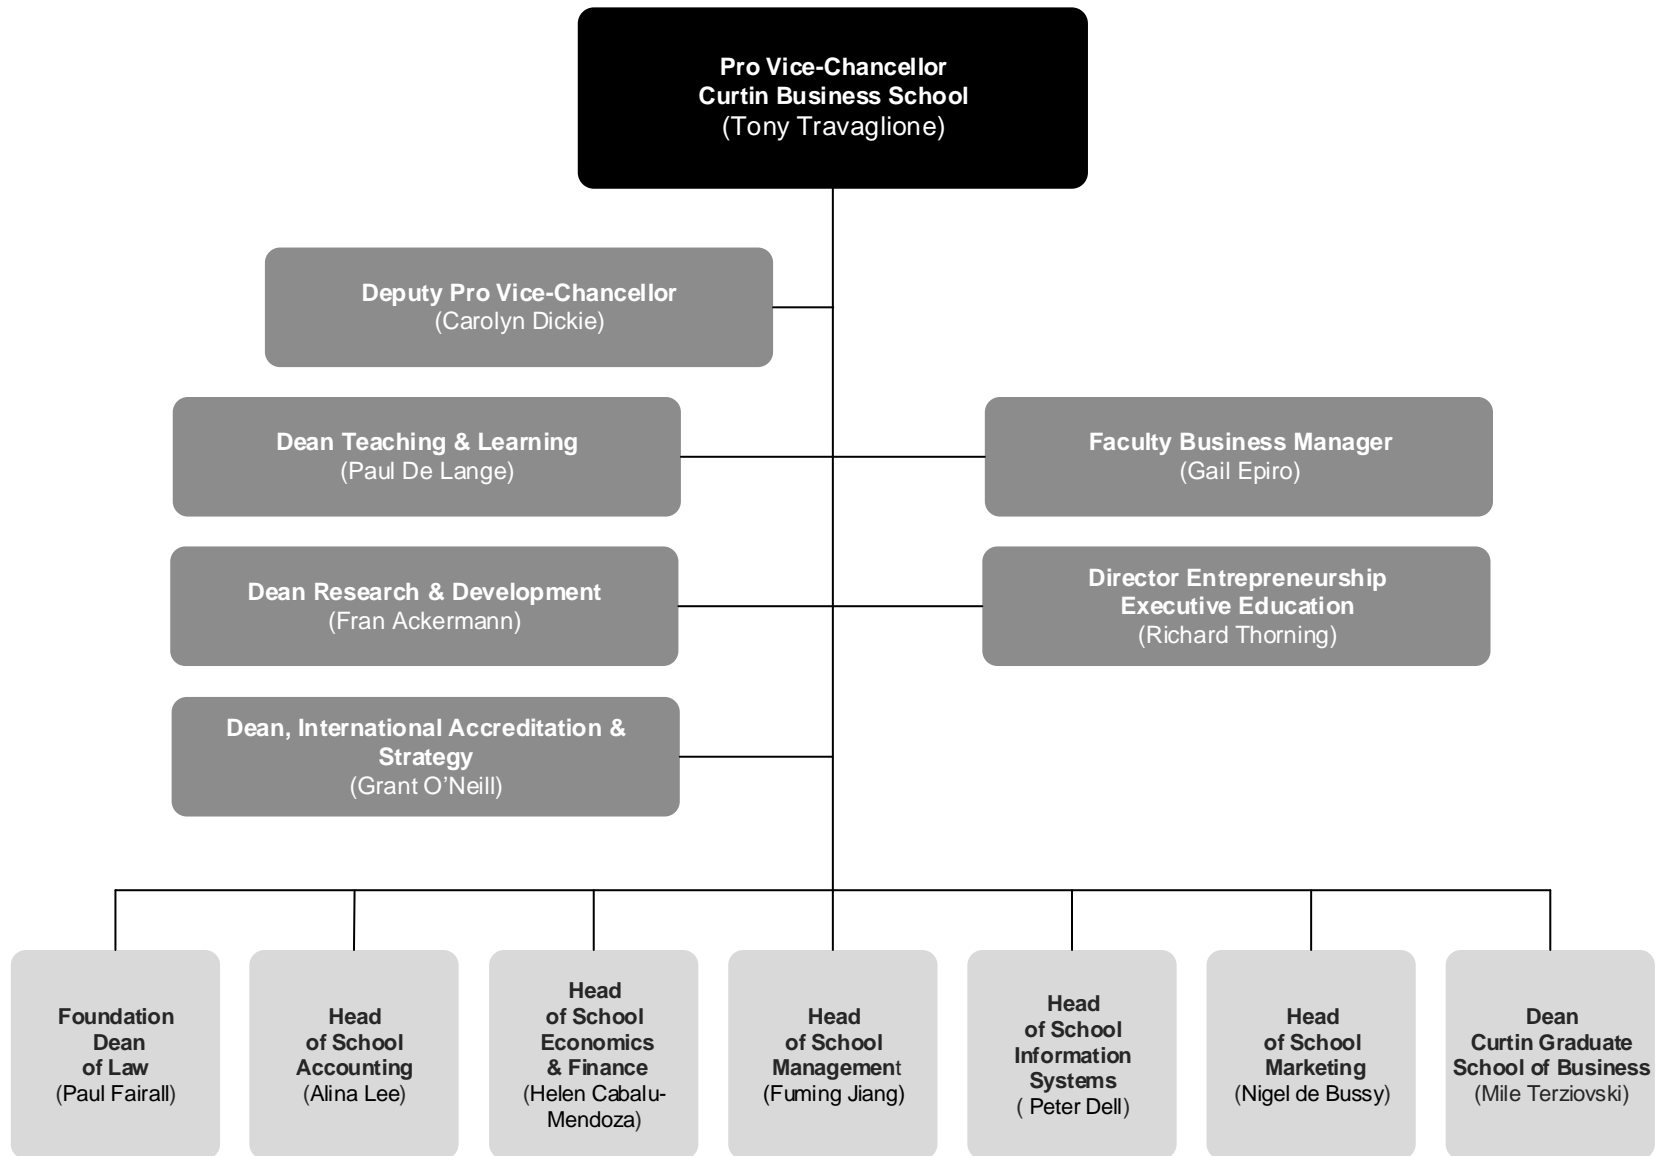 Pro Vice-Chancellor
Curtin Business School
(Tony Travaglione)
Deputy Pro Vice-Chancellor
(Carolyn Dickie)
Dean Teaching & Learning
(Paul De Lange)
Faculty Business Manager
(Gail Epiro)
Dean Research & Development
(Fran Ackermann)
Director Entrepreneurship
Executive Education
(Richard Thorning)
Dean, International Accreditation &
Strategy
(Grant O’Neill)
Foundation
Dean
of Law
(Paul Fairall)
Head
of School
Accounting
(Alina Lee)
Head
of School
Economics
& Finance
(Helen Cabalu-
Mendoza)
Head
of School
Management
(Fuming Jiang)
Head
of School
Information
Systems
( Peter Dell)
Head
of School
Marketing
(Nigel de Bussy)
Dean
Curtin Graduate
School of Business
(Mile Terziovski)